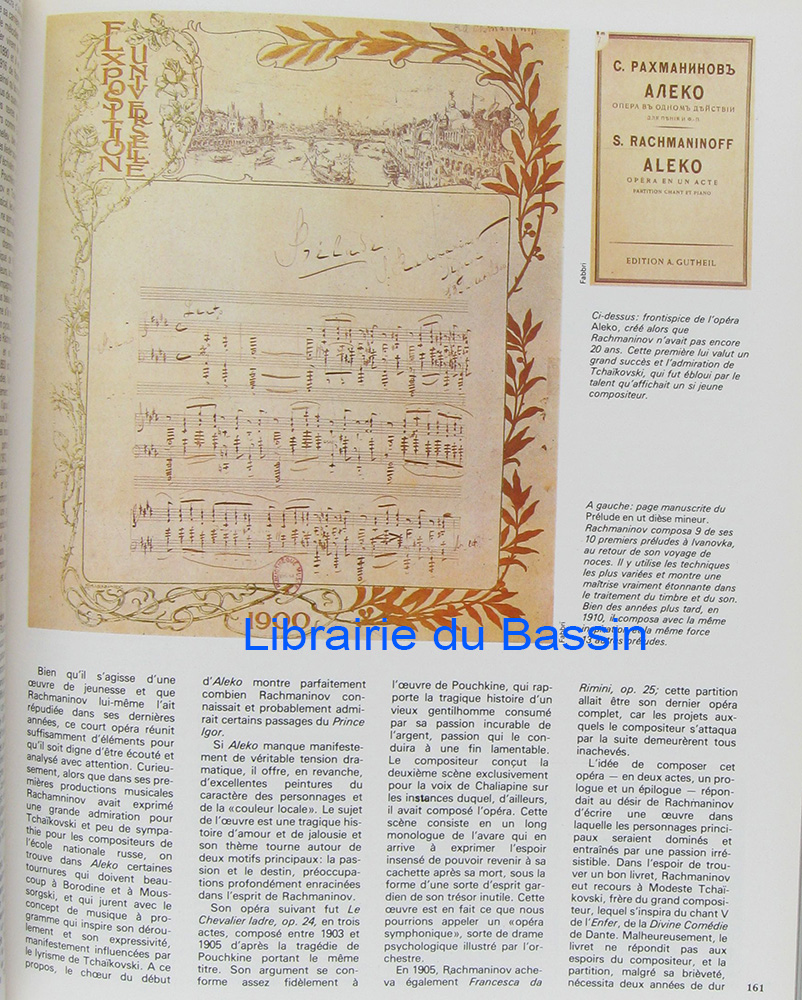 EXPOSITION
UNIVERSELLE
Prélude
1900
С. РАХМАНИНОВЪ
АЛЕКО
ОПЕРА ВЪ ОДНОМЪ ДѢЙСТВІИ
ДЛЯ ПѢНІЯ И Ф.-П.
S. RACHMANINOFF
ALEKO
OPÉRA EN UN ACTE
PARTITION CHANT ET PIANO
EDITION A. GUTHEIL
Fabbri
Ci-dessus: frontispice de l'opéra
Aleko, créé alors que
Rachmaninov n'avait pas encore
20 ans. Cette première lui valut un
grand succès et l'admiration de
Tchaïkovski, qui fut ébloui par le
talent qu'affichait un si jeune
compositeur.
A gauche: page manuscrite du
Prélude en ut dièse mineur.
Rachmaninov composa 9 de ses
10 premiers préludes à Ivanovka,
au retour de son voyage de
noces. Il y utilise les techniques
les plus variées et montre une
maîtrise vraiment étonnante dans
le traitement du timbre et du son.
Bien des années plus tard, en
1910, il composa avec la même
inspiration et la même force
13 autres préludes.
Fabbri
Librairie du Bassin
Bien qu'il s'agisse d'une
œuvre de jeunesse et que
Rachmaninov lui-même l'ait
répudiée dans ses dernières
années, ce court opéra réunit
suffisamment d'éléments pour
qu'il soit digne d'être écouté et
analysé avec attention. Curieu-
sement, alors que dans ses pre-
mières productions musicales
Rachamninov avait exprimé
une grande admiration pour
Tchaïkovski et peu de sympa-
thie pour les compositeurs de
l'école nationale russe, on
trouve dans Aleko certaines
tournures qui doivent beau-
coup à Borodine et à Mous-
sorgski, et qui jurent avec le
concept de musique à pro-
gramme qui inspire son dérou-
lement et son expressivité,
manifestement influencées par
le lyrisme de Tchaïkovski. A ce
propos, le chœur du début
d'Aleko montre parfaitement
combien Rachmaninov con-
naissait et probablement admi-
rait certains passages du Prince
Igor.
Si Aleko manque manifeste-
ment de véritable tension dra-
matique, il offre, en revanche,
d'excellentes peintures du
caractère des personnages et
de la «couleur locale». Le sujet
de l'œuvre est une tragique his-
toire d'amour et de jalousie et
son thème tourne autour de
deux motifs principaux: la pas-
sion et le destin, préoccupa-
tions profondément enracinées
dans l'esprit de Rachmaninov.
Son opéra suivant fut Le
Chevalier ladre, op. 24, en trois
actes, composé entre 1903 et
1905 d'après la tragédie de
Pouchkine portant le même
titre. Son argument se con-
forme assez fidèlement à
l'œuvre de Pouchkine, qui rap-
porte la tragique histoire d'un
vieux gentilhomme consumé
par sa passion incurable de
l'argent, passion qui le con-
duira à une fin lamentable.
Le compositeur conçut la
deuxième scène exclusivement
pour la voix de Chaliapine sur
les instances duquel, d'ailleurs,
il avait composé l'opéra. Cette
scène consiste en un long
monologue de l'avare qui en
arrive à exprimer l'espoir
insensé de pouvoir revenir à sa
cachette après sa mort, sous la
forme d'une sorte d'esprit gar-
dien de son trésor inutile. Cette
œuvre est en fait ce que nous
pourrions appeler un «opéra
symphonique», sorte de drame
psychologique illustré par l'or-
chestre.
En 1905, Rachmaninov ache-
va également Francesca da
Rimini, op. 25; cette partition
allait être son dernier opéra
complet, car les projets aux-
quels le compositeur s'attaqua
par la suite demeurèrent tous
inachevés.
L'idée de composer cet
opéra — en deux actes, un pro-
logue et un épilogue — répon-
dait au désir de Rachmaninov
d'écrire une œuvre dans
laquelle les personnages princi-
paux seraient dominés et
entraînés par une passion irré-
sistible. Dans l'espoir de trou-
ver un bon livret, Rachmaninov
eut recours à Modeste Tchaï-
kovski, frère du grand composi-
teur, lequel s'inspira du chant V
de l'Enfer, de la Divine Comédie
de Dante. Malheureusement, le
livret ne répondit pas aux
espoirs du compositeur, et la
partition, malgré sa brièveté,
nécessita deux années de dur
161